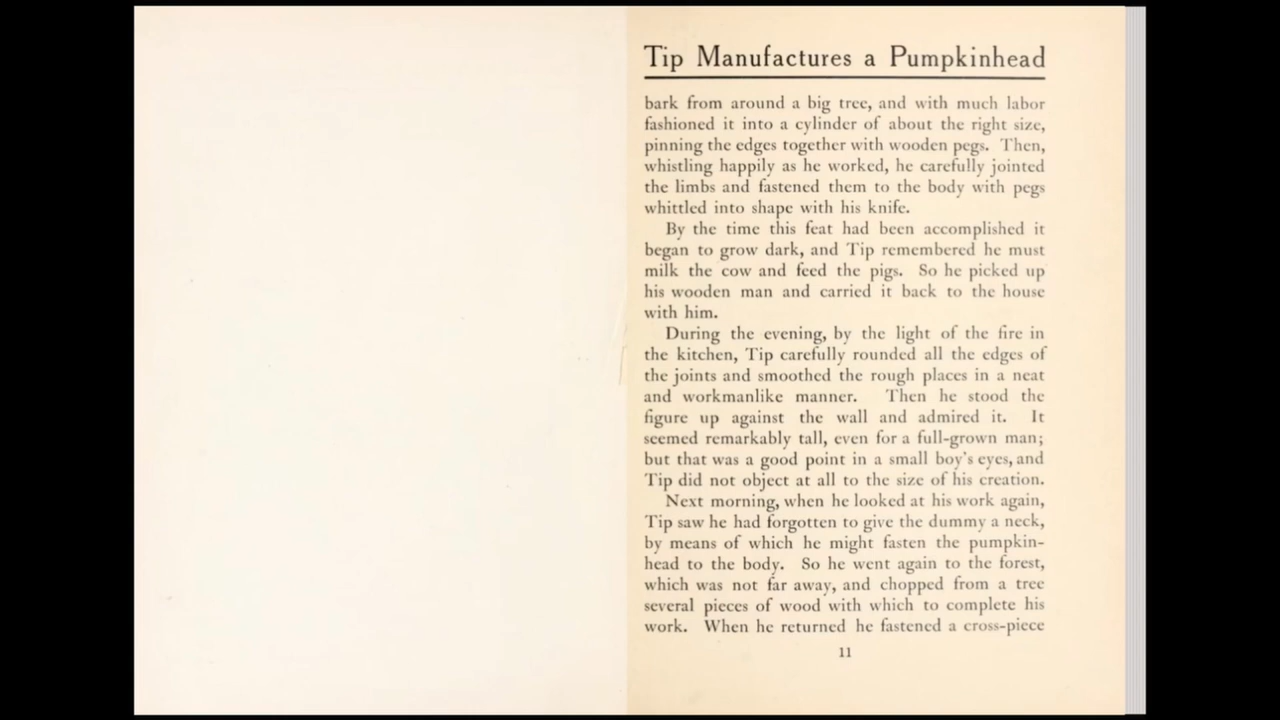 Tip Manufactures a Pumpkinhead
bark from around a big tree, and with much labor
fashioned it into a cylinder of about the right size,
pinning the edges together with wooden pegs. Then,
whistling happily as he worked, he carefully jointed
the limbs and fastened them to the body with pegs
whittled into shape with his knife.
By the time this feat had been accomplished it
began to grow dark, and Tip remembered he must
milk the cow and feed the pigs. So he picked up
his wooden man and carried it back to the house
with him.
During the evening, by the light of the fire in
the kitchen, Tip carefully rounded all the edges of
the joints and smoothed the rough places in a neat
and workmanlike manner. Then he stood the
figure up against the wall and admired it. It
seemed remarkably tall, even for a full-grown man;
but that was a good point in a small boy's eyes, and
Tip did not object at all to the size of his creation.
Next morning, when he looked at his work again,
Tip saw he had forgotten to give the dummy a neck,
by means of which he might fasten the pumpkin-
head to the body. So he went again to the forest,
which was not far away, and chopped from a tree
several pieces of wood with which to complete his
work. When he returned he fastened a cross-piece
11